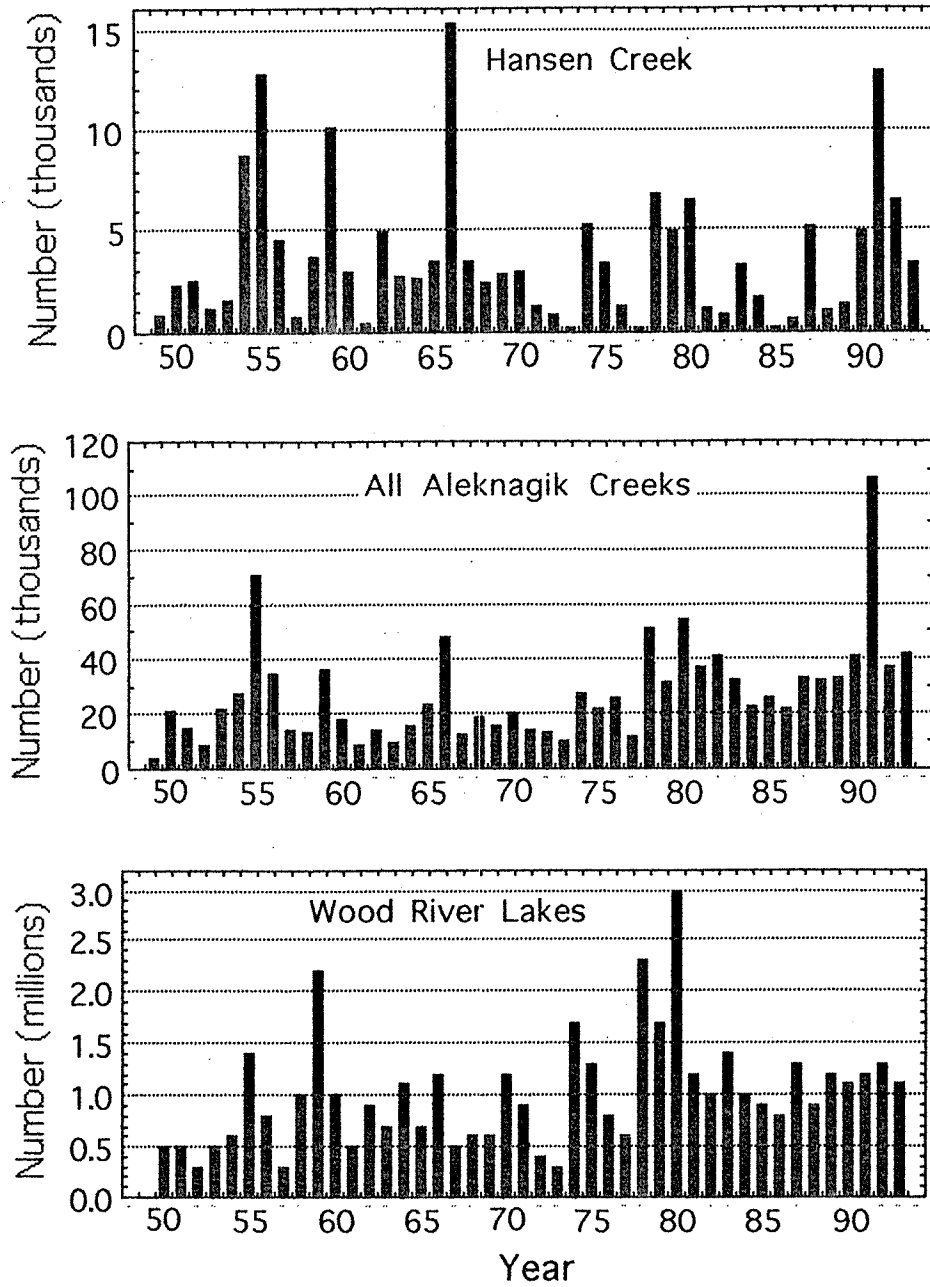 Hansen Creek
Number (thousands)
15
10
5
0
50 55 60 65 70 75 80 85 90
All Aleknagik Creeks
Number (thousands)
120
100
80
60
40
20
0
50 55 60 65 70 75 80 85 90
Wood River Lakes
Number (millions)
3.0
2.5
2.0
1.5
1.0
0.5
0.0
50 55 60 65 70 75 80 85 90
Year